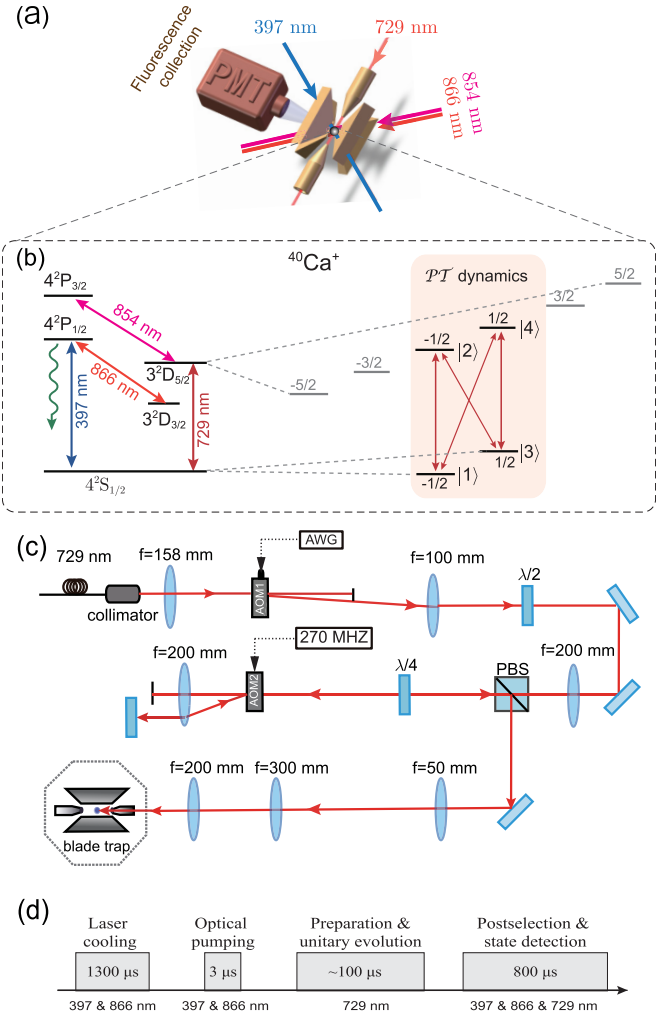 (a)
Fluorescence
collection
PMT
397 nm
729 nm
854 nm
866 nm
(b)
⁴⁰Ca⁺
4²P₃/₂
4²P₁/₂
854 nm
866 nm
397 nm
729 nm
3²D₅/₂
3²D₃/₂
4²S₁/₂
-5/2
-3/2
𝒫𝒯 dynamics
-1/2 |2⟩
1/2 |4⟩
3/2
5/2
-1/2 |1⟩
1/2 |3⟩
(c)
729 nm
collimator
f=158 mm
AWG
AOM1
f=100 mm
λ/2
f=200 mm
270 MHZ
AOM2
λ/4
PBS
f=200 mm
f=200 mm
f=300 mm
f=50 mm
blade trap
(d)
Laser
cooling
1300 μs
397 & 866 nm
Optical
pumping
3 μs
397 & 866 nm
Preparation &
unitary evolution
~100 μs
729 nm
Postselection &
state detection
800 μs
397 & 866 & 729 nm